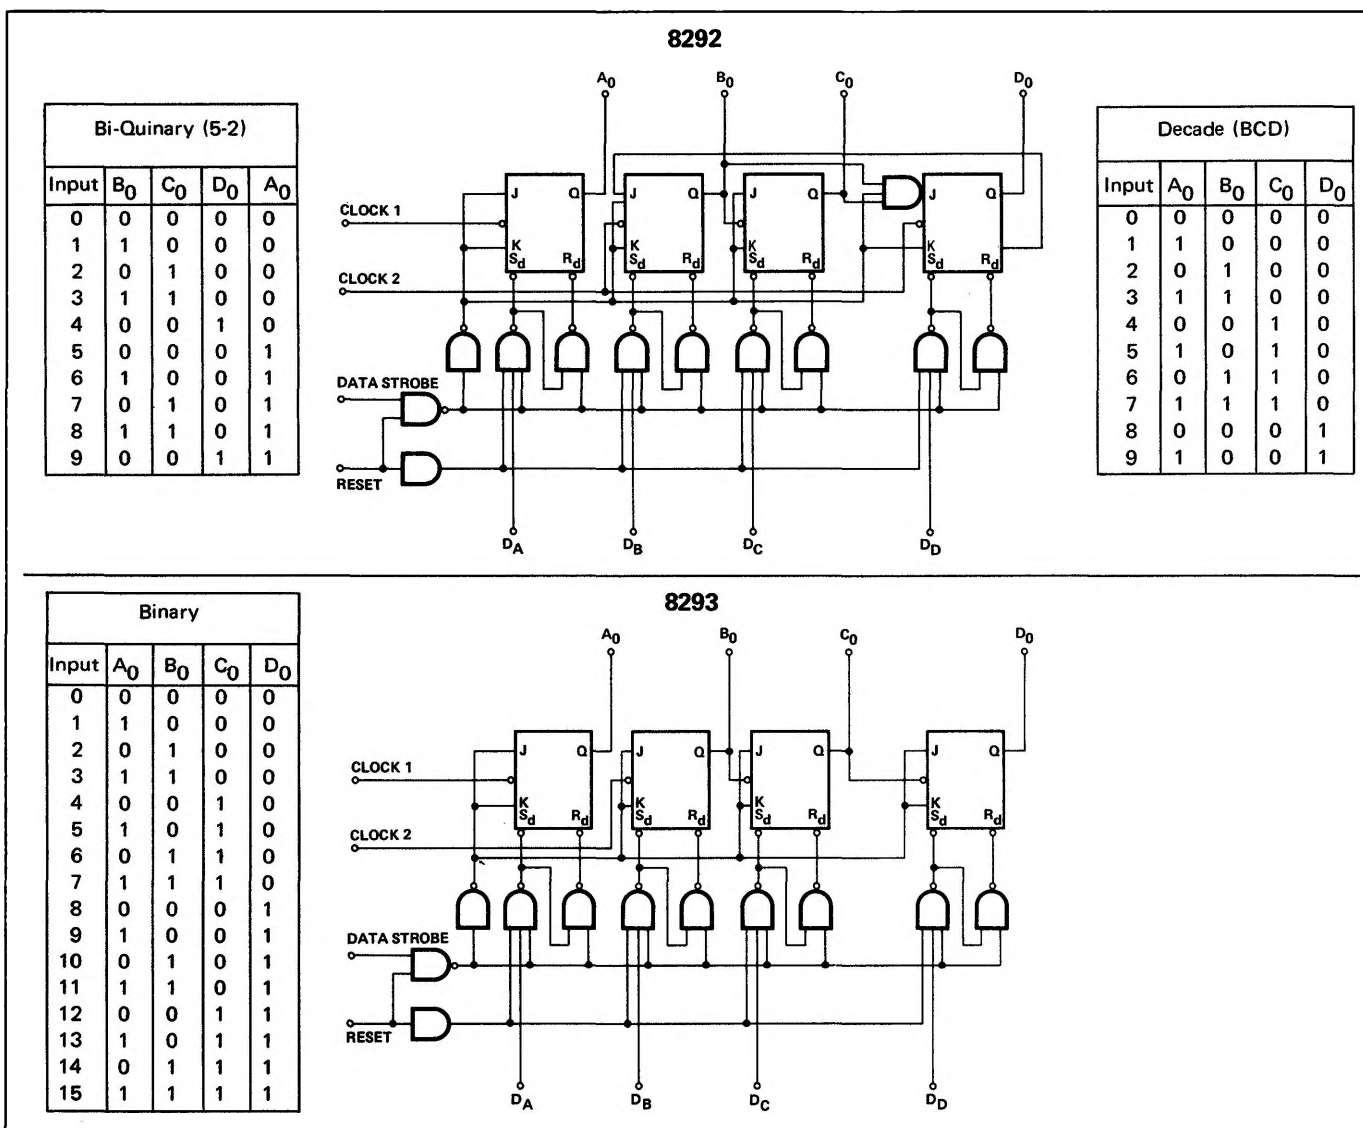 8292
Bi-Quinary (5-2)
Input B0 C0 D0 A0
0 0 0 0 0
1 1 0 0 0
2 0 1 0 0
3 1 1 0 0
4 0 0 1 0
5 0 0 0 1
6 1 0 0 1
7 0 1 0 1
8 1 1 0 1
9 0 0 1 1
A0 B0 C0 D0
J Q J Q J Q J Q
CLOCK 1
K K K K
Sd Rd Sd Rd Sd Rd Sd Rd
CLOCK 2
DATA STROBE
RESET
DA DB DC DD
Decade (BCD)
Input A0 B0 C0 D0
0 0 0 0 0
1 1 0 0 0
2 0 1 0 0
3 1 1 0 0
4 0 0 1 0
5 1 0 1 0
6 0 1 1 0
7 1 1 1 0
8 0 0 0 1
9 1 0 0 1
8293
Binary
Input A0 B0 C0 D0
0 0 0 0 0
1 1 0 0 0
2 0 1 0 0
3 1 1 0 0
4 0 0 1 0
5 1 0 1 0
6 0 1 1 0
7 1 1 1 0
8 0 0 0 1
9 1 0 0 1
10 0 1 0 1
11 1 1 0 1
12 0 0 1 1
13 1 0 1 1
14 0 1 1 1
15 1 1 1 1
A0 B0 C0 D0
J Q J Q J Q J Q
CLOCK 1
K K K K
Sd Rd Sd Rd Sd Rd Sd Rd
CLOCK 2
DATA STROBE
RESET
DA DB DC DD